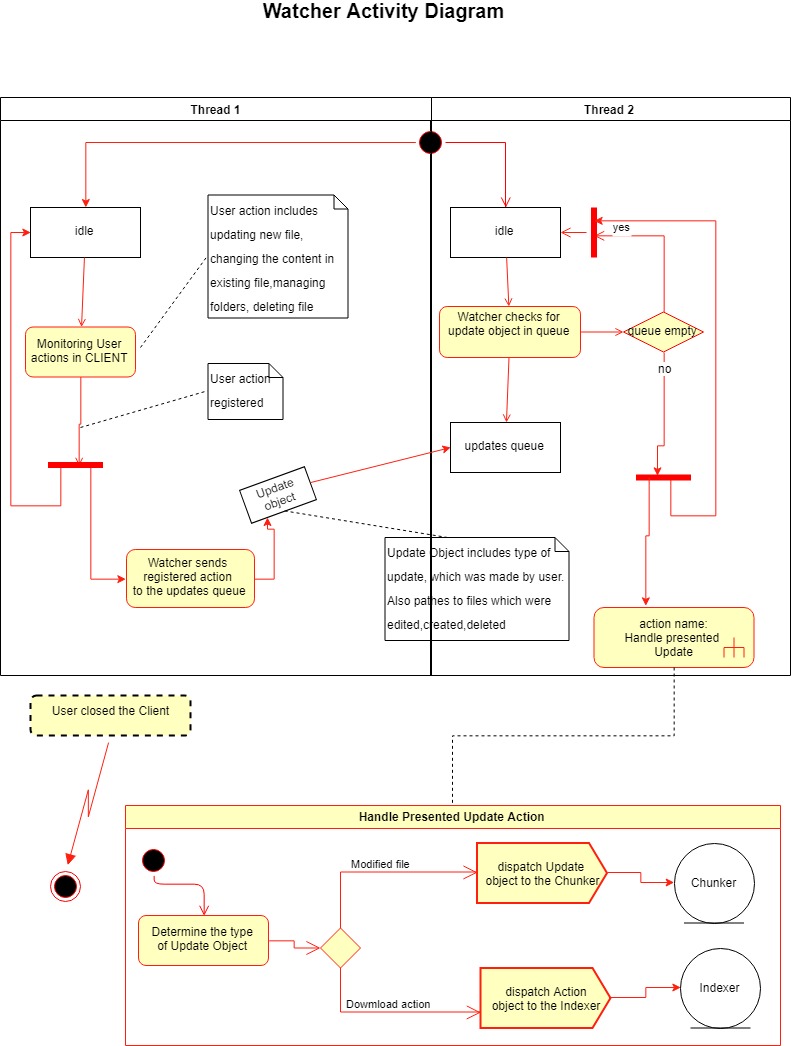 Watcher Activity Diagram
Thread 1
Thread 2
idle
User action includes
updating new file,
changing the content in
existing file,managing
folders, deleting file
Monitoring User
actions in CLIENT
User action
registered
Update
object
Watcher sends
registered action
to the updates queue
idle
yes
Watcher checks for
update object in queue
queue empty
no
updates queue
Update Object includes type of
update, which was made by user.
Also pathes to files which were
edited,created,deleted
action name:
Handle presented
Update
User closed the Client
Handle Presented Update Action
Determine the type
of Update Object
Modified file
dispatch Update
object to the Chunker
Chunker
Dowmload action
dispatch Action
object to the Indexer
Indexer